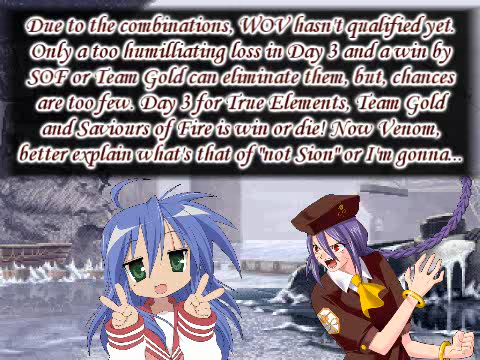 Due to the combinations, WOV hasn't qualified yet.
Only a too humilliating loss in Day 3 and a win by
SOF or Team Gold can eliminate them, but, chances
are too few. Day 3 for True Elements, Team Gold
and Saviours of Fire is win or die! Now Venom,
better explain what's that of "not Sion" or I'm gonna...